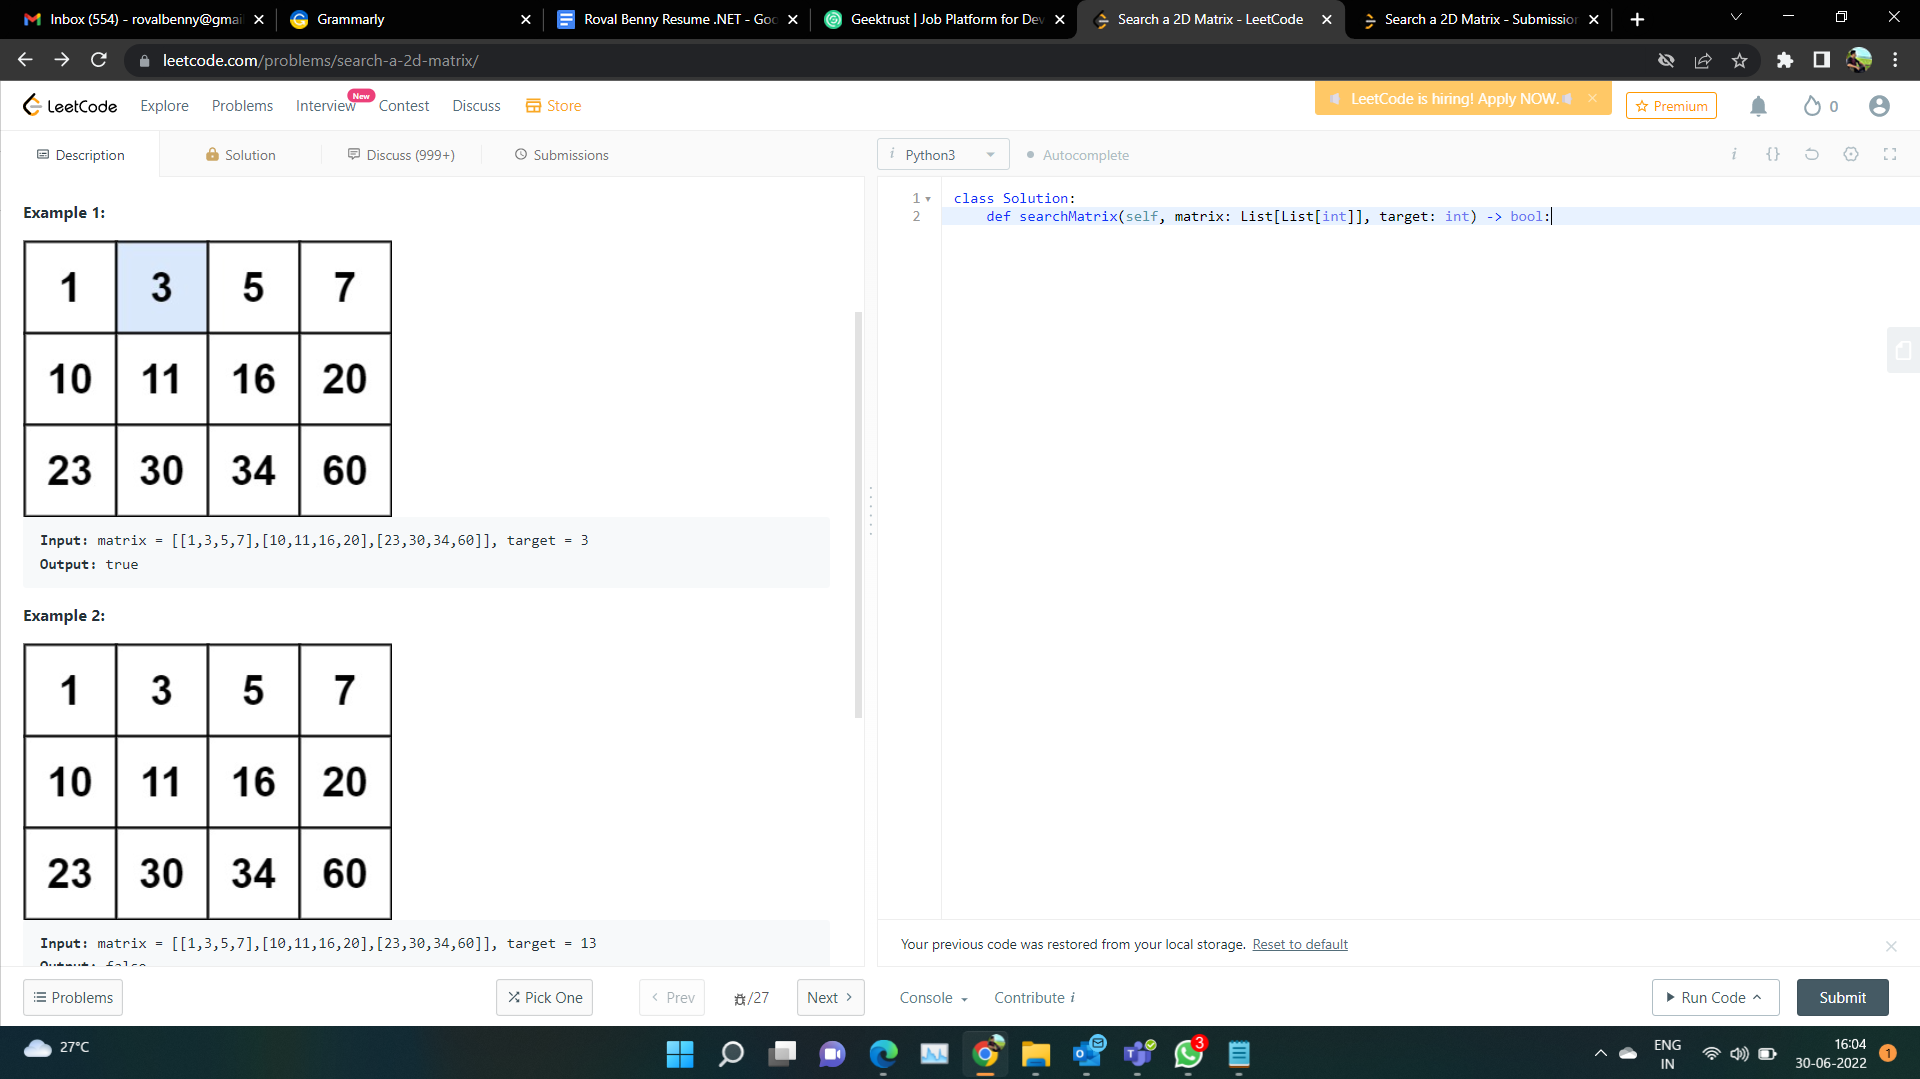 Inbox (554) - rovalbenny@gmai
Grammarly
Roval Benny Resume .NET - Goo
Geektrust | Job Platform for Dev
Search a 2D Matrix - LeetCode
Search a 2D Matrix - Submission
leetcode.com/problems/search-a-2d-matrix/
LeetCode
Explore
Problems
Interview
New
Contest
Discuss
Store
LeetCode is hiring! Apply NOW.
Premium
0
Description
Solution
Discuss (999+)
Submissions
i Python3
Autocomplete
i
{}
Example 1:
1 3 5 7
10 11 16 20
23 30 34 60
Input: matrix = [[1,3,5,7],[10,11,16,20],[23,30,34,60]], target = 3
Output: true
Example 2:
1 3 5 7
10 11 16 20
23 30 34 60
Input: matrix = [[1,3,5,7],[10,11,16,20],[23,30,34,60]], target = 13
Output: false
1 class Solution:
2 def searchMatrix(self, matrix: List[List[int]], target: int) -> bool:
Your previous code was restored from your local storage. Reset to default
Problems
Pick One
Prev
/27
Next
Console
Contribute i
Run Code
Submit
27°C
3
ENG
IN
16:04
30-06-2022
1